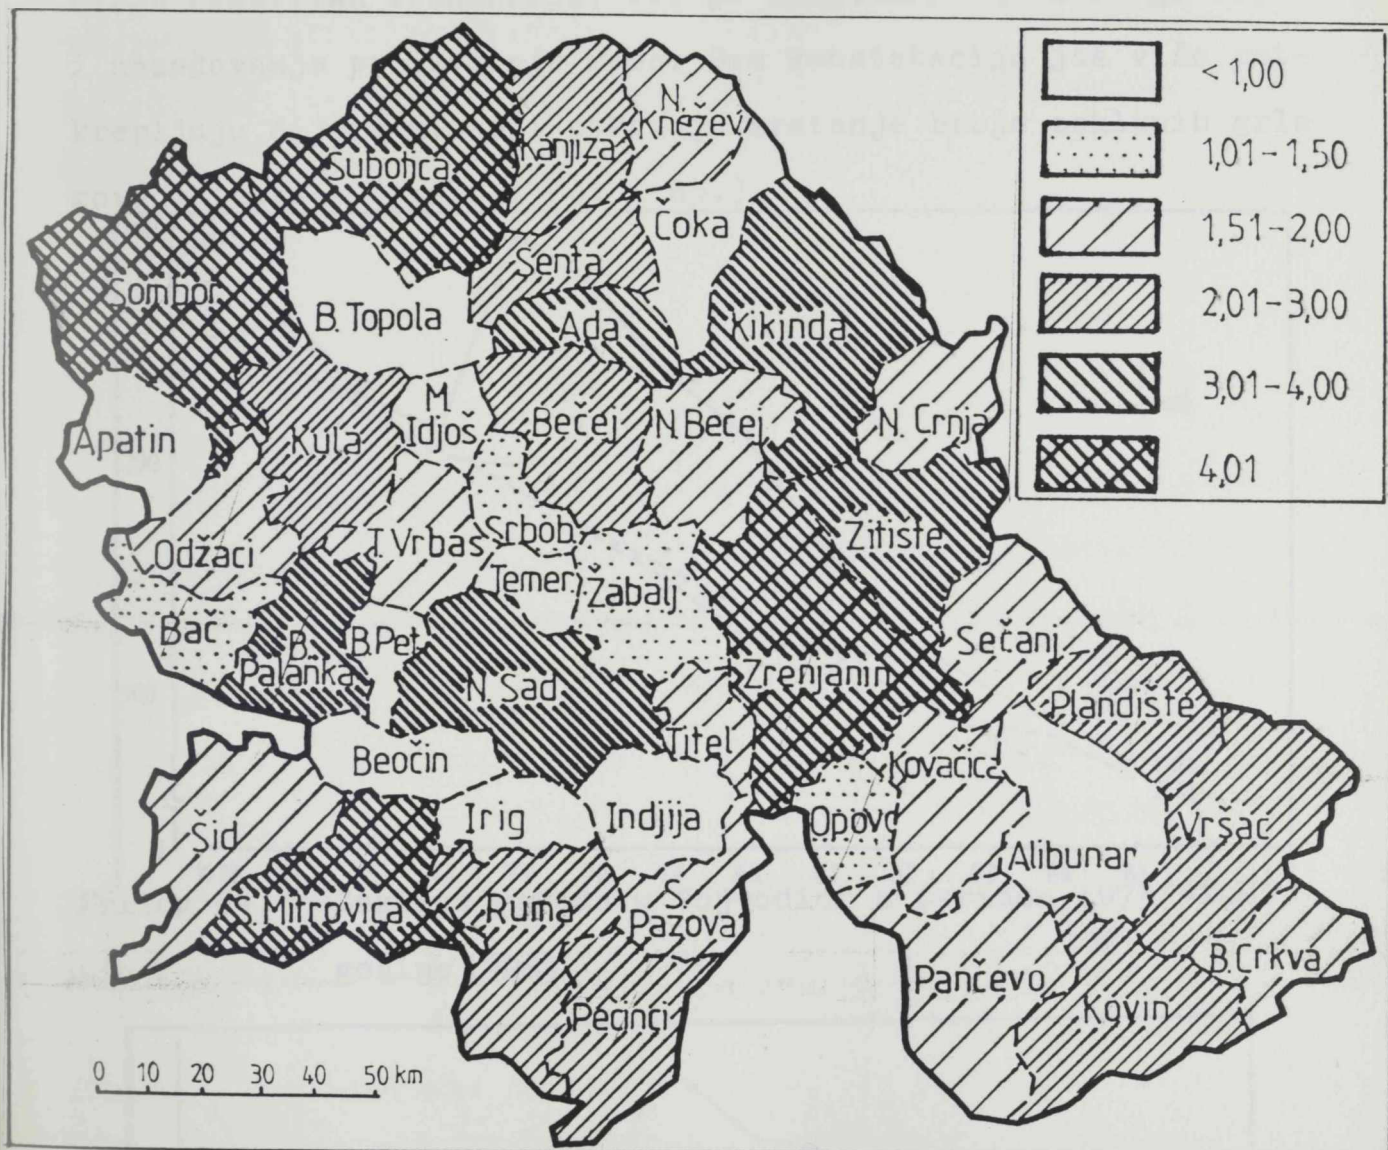 < 1,00
1,01-1,50
1,51-2,00
2,01-3,00
3,01-4,00
4,01
N.
Knežev
Kanjiža
Subotica
Čoka
Senta
Sombor
B. Topola
Ada
Kikinda
M.
Idjoš
Apatin
Kula
Bečej
N. Bečej
N. Crnja
Srbob.
Žitište
Odžaci
T. Vrbas
Temer
Žabalj
Bač
B.
Palanka
B. Pet.
N. Sad
Zrenjanin
Sečanj
Plandište
Titel
Beočin
Kovačica
Irig
Indjija
Opovo
Vršac
Šid
Alibunar
Mitrovica
Ruma
S.
Pazova
B. Crkva
Pančevo
Pećinci
Kovin
0 10 20 30 40 50 km